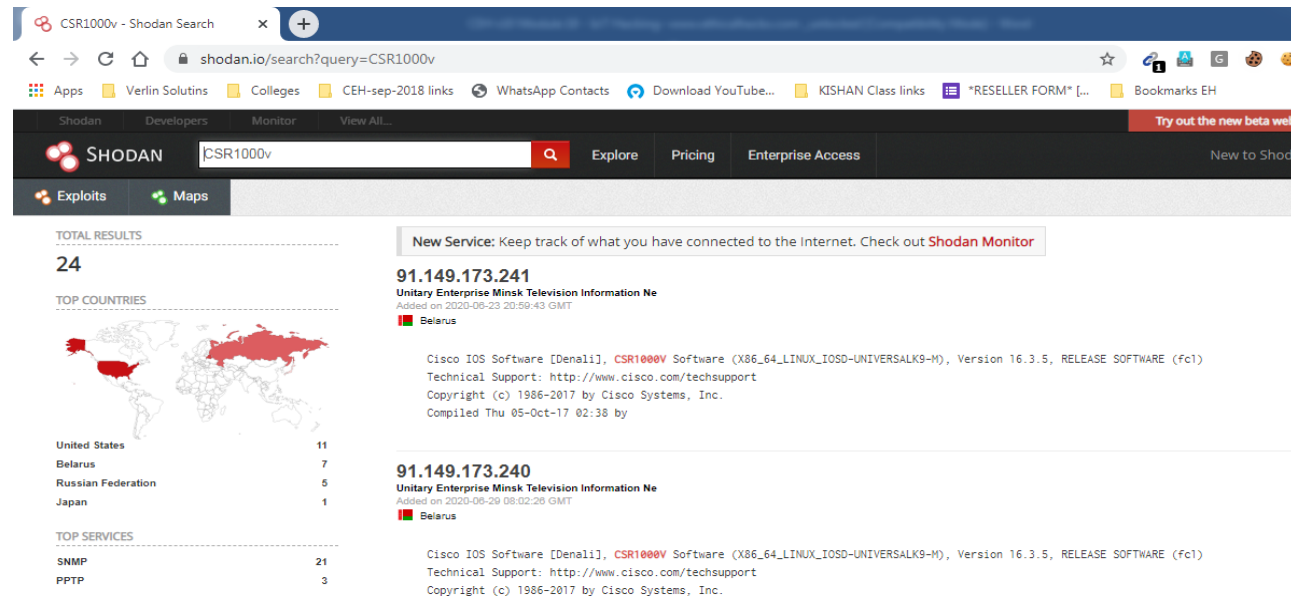 CSR1000v - Shodan Search
shodan.io/search?query=CSR1000v
1
G
Apps Verlin Solutins Colleges CEH-sep-2018 links WhatsApp Contacts Download YouTube... KISHAN Class links *RESELLER FORM* [... Bookmarks EH
Shodan Developers Monitor View All... Try out the new beta wel
SHODAN CSR1000v Explore Pricing Enterprise Access New to Shod
Exploits Maps
TOTAL RESULTS
24
TOP COUNTRIES
United States 11
Belarus 7
Russian Federation 5
Japan 1
TOP SERVICES
SNMP 21
PPTP 3
New Service: Keep track of what you have connected to the Internet. Check out Shodan Monitor
91.149.173.241
Unitary Enterprise Minsk Television Information Ne
Added on 2020-06-23 20:59:43 GMT
Belarus
Cisco IOS Software [Denali], CSR1000V Software (X86_64_LINUX_IOSD-UNIVERSALK9-M), Version 16.3.5, RELEASE SOFTWARE (fc1)
Technical Support: http://www.cisco.com/techsupport
Copyright (c) 1986-2017 by Cisco Systems, Inc.
Compiled Thu 05-Oct-17 02:38 by
91.149.173.240
Unitary Enterprise Minsk Television Information Ne
Added on 2020-06-29 08:02:26 GMT
Belarus
Cisco IOS Software [Denali], CSR1000V Software (X86_64_LINUX_IOSD-UNIVERSALK9-M), Version 16.3.5, RELEASE SOFTWARE (fc1)
Technical Support: http://www.cisco.com/techsupport
Copyright (c) 1986-2017 by Cisco Systems, Inc.